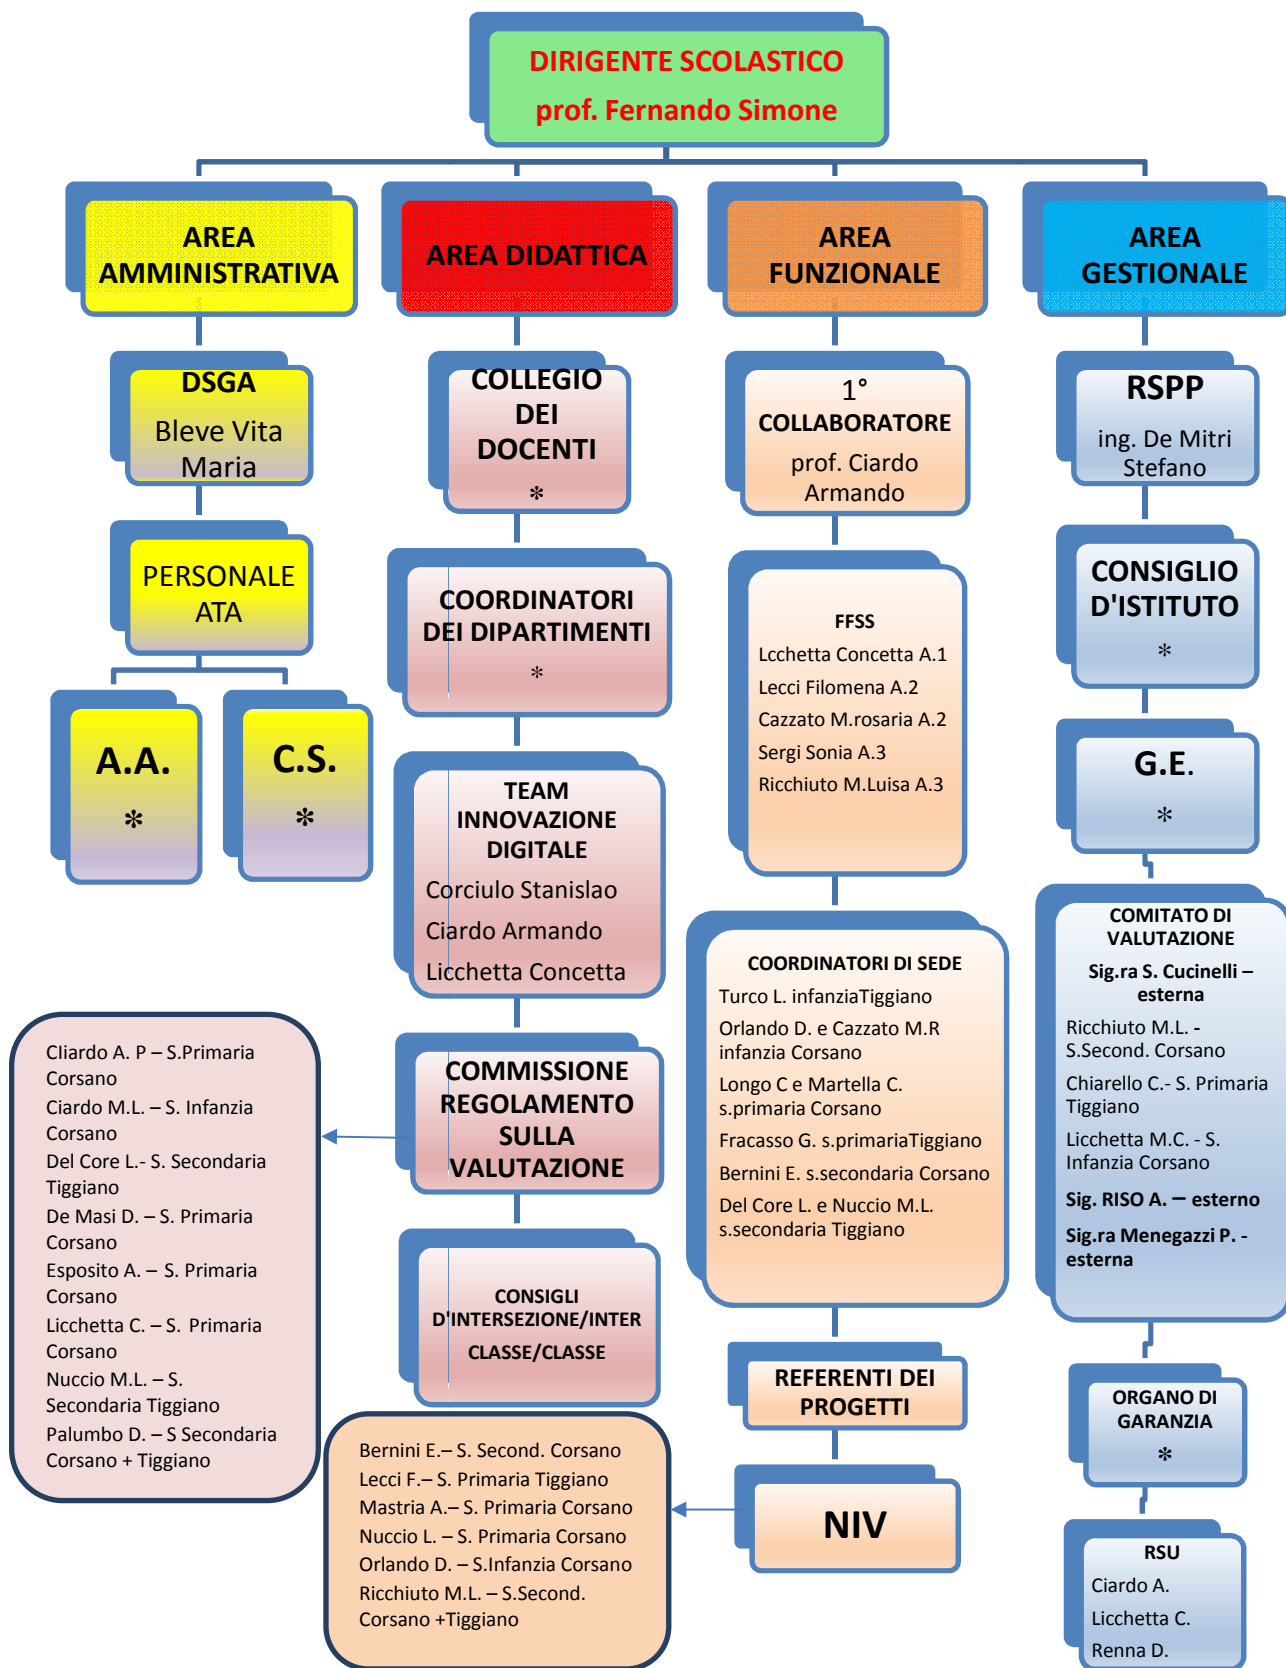 DIRIGENTE SCOLASTICO
prof. Fernando Simone
AREA
AMMINISTRATIVA
DSGA
Bleve Vita
Maria
PERSONALE
ATA
A.A.
*
C.S.
*
AREA DIDATTICA
COLLEGIO
DEI
DOCENTI
*
COORDINATORI
DEI DIPARTIMENTI
*
TEAM
INNOVAZIONE
DIGITALE
Corciulo Stanislao
Ciardo Armando
Licchetta Concetta
COMMISSIONE
REGOLAMENTO
SULLA
VALUTAZIONE
Cliardo A. P – S.Primaria
Corsano
Ciardo M.L. – S. Infanzia
Corsano
Del Core L.- S. Secondaria
Tiggiano
De Masi D. – S. Primaria
Corsano
Esposito A. – S. Primaria
Corsano
Licchetta C. – S. Primaria
Corsano
Nuccio M.L. – S.
Secondaria Tiggiano
Palumbo D. – S Secondaria
Corsano + Tiggiano
CONSIGLI
D'INTERSEZIONE/INTER
CLASSE/CLASSE
AREA
FUNZIONALE
1°
COLLABORATORE
prof. Ciardo
Armando
FFSS
Lcchetta Concetta A.1
Lecci Filomena A.2
Cazzato M.rosaria A.2
Sergi Sonia A.3
Ricchiuto M.Luisa A.3
COORDINATORI DI SEDE
Turco L. infanziaTiggiano
Orlando D. e Cazzato M.R
infanzia Corsano
Longo C e Martella C.
s.primaria Corsano
Fracasso G. s.primariaTiggiano
Bernini E. s.secondaria Corsano
Del Core L. e Nuccio M.L.
s.secondaria Tiggiano
REFERENTI DEI
PROGETTI
NIV
Bernini E.– S. Second. Corsano
Lecci F.– S. Primaria Tiggiano
Mastria A.– S. Primaria Corsano
Nuccio L. – S. Primaria Corsano
Orlando D. – S.Infanzia Corsano
Ricchiuto M.L. – S.Second.
Corsano +Tiggiano
AREA
GESTIONALE
RSPP
ing. De Mitri
Stefano
CONSIGLIO
D'ISTITUTO
*
G.E.
*
COMITATO DI
VALUTAZIONE
Sig.ra S. Cucinelli –
esterna
Ricchiuto M.L. -
S.Second. Corsano
Chiarello C.- S. Primaria
Tiggiano
Licchetta M.C. - S.
Infanzia Corsano
Sig. RISO A. – esterno
Sig.ra Menegazzi P. -
esterna
ORGANO DI
GARANZIA
*
RSU
Ciardo A.
Licchetta C.
Renna D.